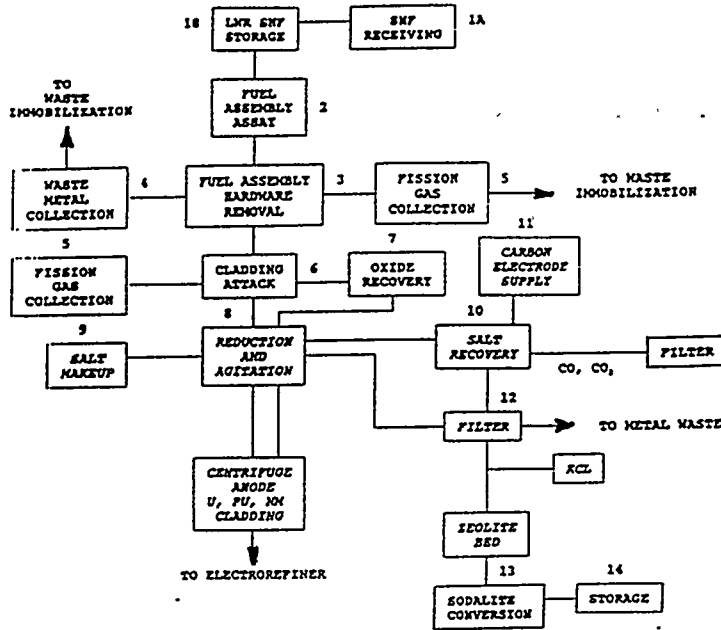 1B
LWR SNF
STORAGE
SNF
RECEIVING
1A
TO
WASTE
IMMOBILIZATION
FUEL
ASSEMBLY
ASSAY
2
WASTE
METAL
COLLECTION
4
FUEL ASSEMBLY
HARDWARE
REMOVAL
3
FISSION
GAS
COLLECTION
5
TO WASTE
IMMOBILIZATION
5
FISSION
GAS
COLLECTION
CLADDING
ATTACK
6
7
OXIDE
RECOVERY
11
CARBON
ELECTRODE
SUPPLY
9
SALT
MAKEUP
8
REDUCTION
AND
AGITATION
10
SALT
RECOVERY
CO, CO₂
FILTER
12
FILTER
TO METAL WASTE
KCL
CENTRIFUGE
ANODE
U, PU, NM
CLADDING
TO ELECTROREFINER
ZEOLITE
BED
13
SODALITE
CONVERSION
14
STORAGE